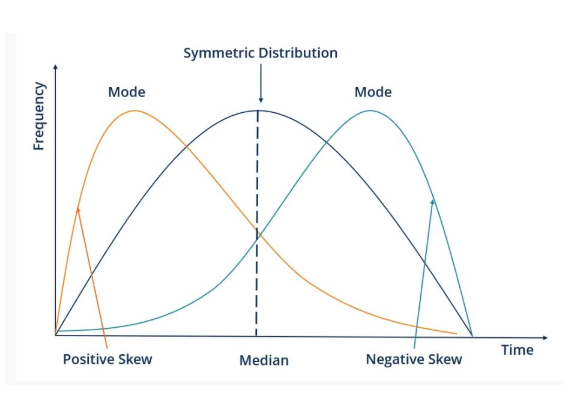 Symmetric Distribution
Mode
Mode
Frequency
Time
Positive Skew
Median
Negative Skew